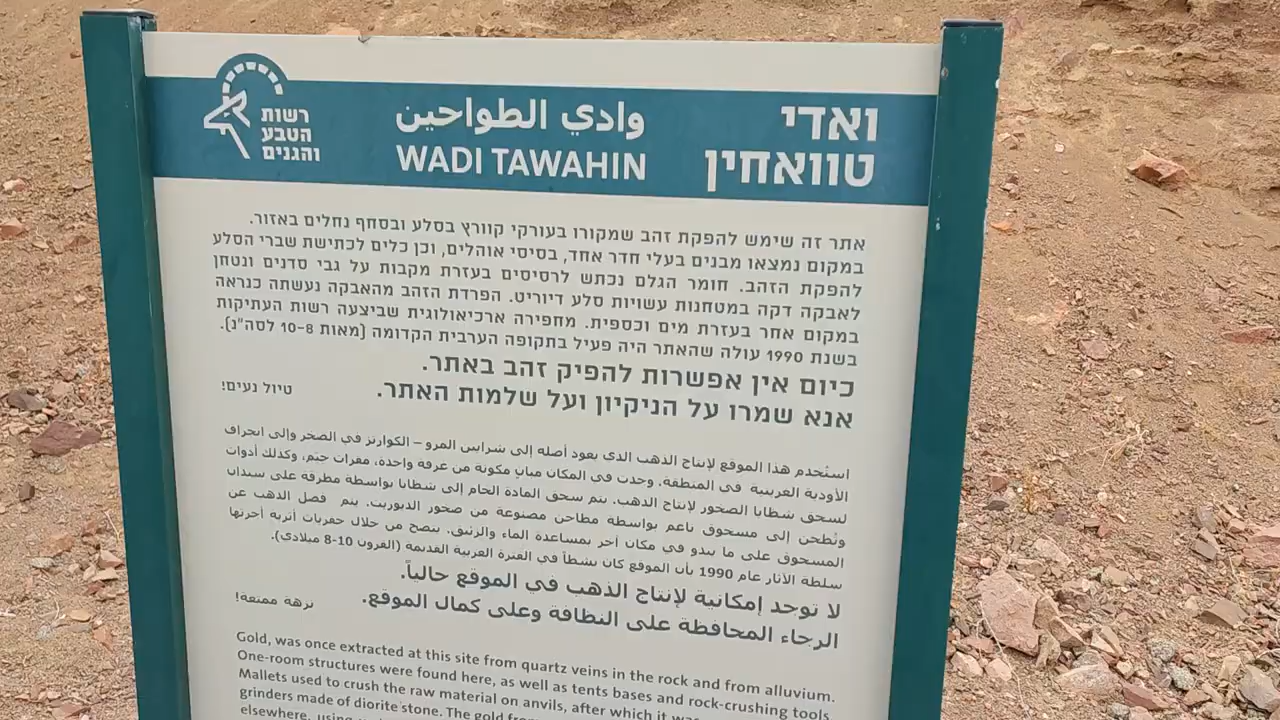 רשות
הטבע
והגנים
وادي الطواحين
WADI TAWAHIN
ואדי
טוואחין
אתר זה שימש להפקת זהב שמקורו בעורקי קוורץ בסלע ובסחף נחלים באזור.
במקום נמצאו מבנים בעלי חדר אחד, בסיסי אוהלים, וכן כלים לכתישת שברי הסלע
להפקת הזהב. חומר הגלם נכתש לרסיסים בעזרת מקבות על גבי סדנים ונטחן
לאבקה דקה במטחנות עשויות סלע דיוריט. הפרדת הזהב מהאבקה נעשתה כנראה
במקום אחר בעזרת מים וכספית. מחפירה ארכיאולוגית שביצעה רשות העתיקות
בשנת 1990 עולה שהאתר היה פעיל בתקופה הערבית הקדומה (מאות 10-8 לסה"נ).
כיום אין אפשרות להפיק זהב באתר.
אנא שמרו על הניקיון ועל שלמות האתר.
טיול נעים!
استُخدم هذا الموقع لإنتاج الذهب الذي يعود أصله إلى شرايين المرو – الكوارتز في الصخر وإلى انجراف
الأودية الغرينية في المنطقة. وجدت في المكان مبانٍ مكونة من غرفة واحدة، مقرات خِيَم، وكذلك أدوات
لسحق شظايا الصخور لإنتاج الذهب. يتم سحق المادة الخام إلى شظايا بواسطة مطرقة على سندان
وتُطحن إلى مسحوق ناعم بواسطة مطاحن مصنوعة من صخور الديوريت. يتم فصل الذهب عن
المسحوق على ما يبدو في مكان آخر بمساعدة الماء والزئبق. يتضح من خلال حفريات أثرية أجرتها
سلطة الآثار عام 1990 بأن الموقع كان نشطاً في الفترة العربية القديمة (القرون 10-8 ميلادي).
لا توجد إمكانية لإنتاج الذهب في الموقع حالياً.
الرجاء المحافظة على النظافة وعلى كمال الموقع.
نزهة ممتعة!
Gold, was once extracted at this site from quartz veins in the rock and from alluvium.
One-room structures were found here, as well as tents bases and rock-crushing tools.
Mallets used to crush the raw material on anvils, after which it was
grinders made of diorite stone. The gold
elsewhere, using